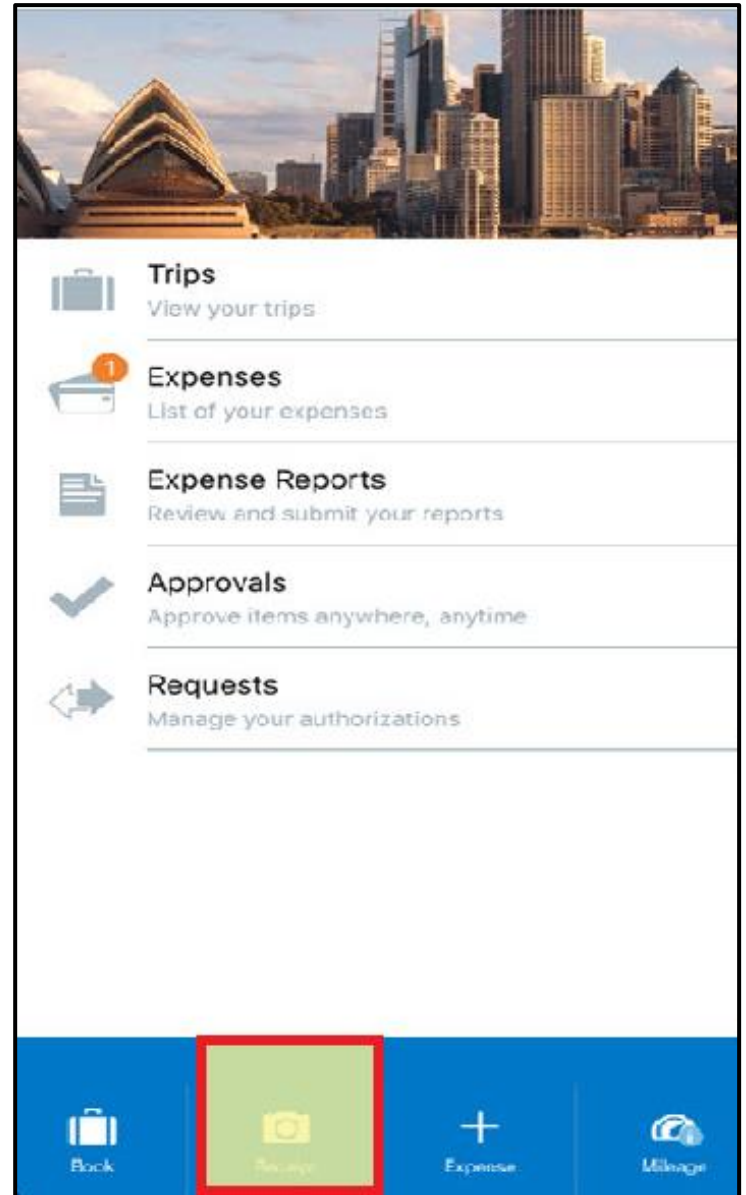 Trips
View your trips
1
Expenses
List of your expenses
Expense Reports
Review and submit your reports
Approvals
Approve items anywhere, anytime
Requests
Manage your authorizations
Book
Receipt
Expense
Mileage